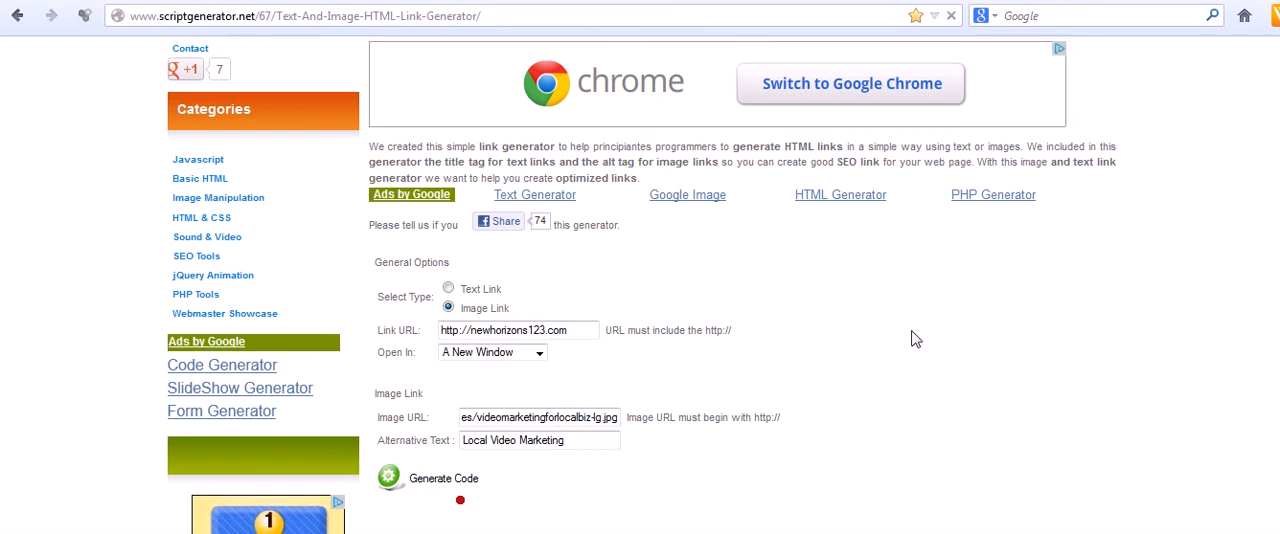 www.scriptgenerator.net/67/Text-And-Image-HTML-Link-Generator/
Google
Contact
+1 7
Categories
Javascript
Basic HTML
Image Manipulation
HTML & CSS
Sound & Video
SEO Tools
jQuery Animation
PHP Tools
Webmaster Showcase
Ads by Google
Code Generator
SlideShow Generator
Form Generator
1
chrome
Switch to Google Chrome
We created this simple link generator to help principiantes programmers to generate HTML links in a simple way using text or images. We included in this
generator the title tag for text links and the alt tag for image links so you can create good SEO link for your web page. With this image and text link
generator we want to help you create optimized links.
Ads by Google Text Generator Google Image HTML Generator PHP Generator
Please tell us if you Share 74 this generator.
General Options
Select Type: Text Link
Image Link
Link URL: http://newhorizons123.com URL must include the http://
Open In: A New Window
Image Link
Image URL: es/videomarketingforlocalbiz-lg.jpg Image URL must begin with http://
Alternative Text : Local Video Marketing
Generate Code